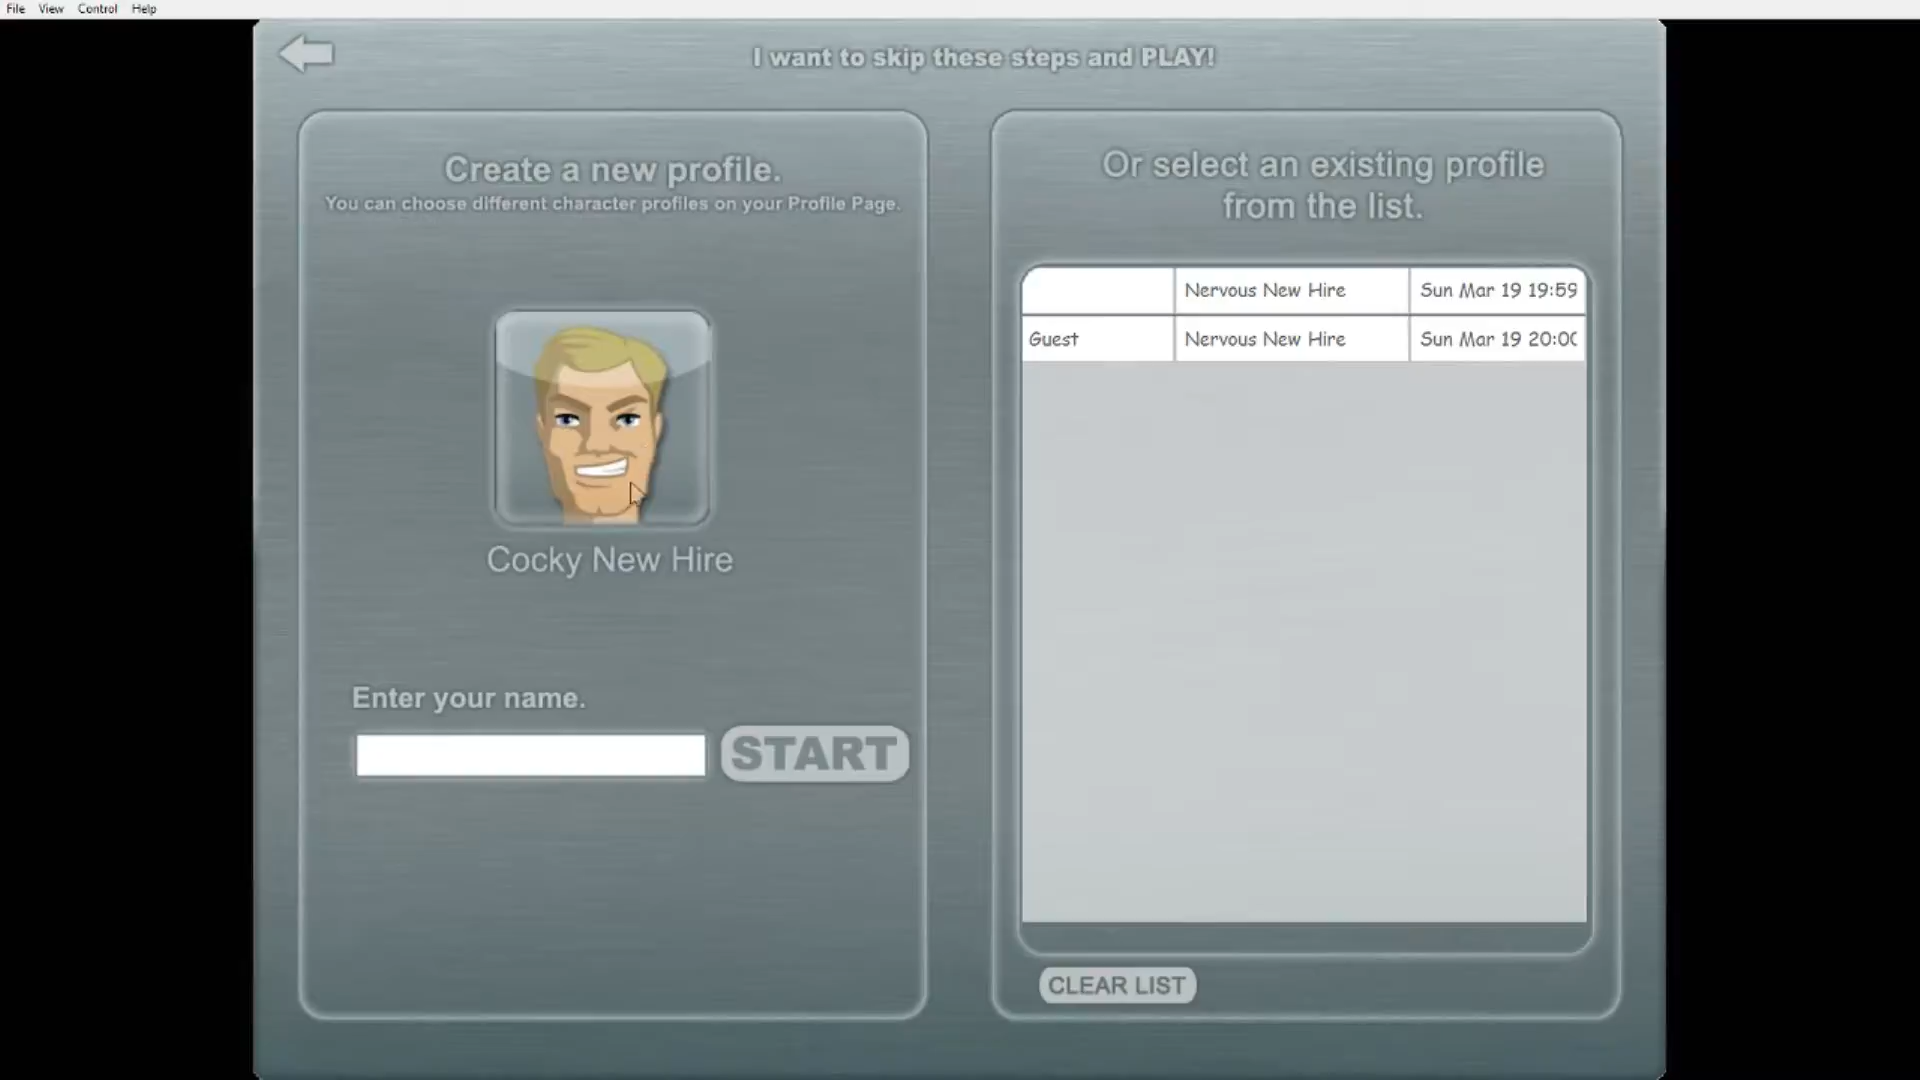 File View Control Help
I want to skip these steps and PLAY!
Create a new profile.
You can choose different character profiles on your Profile Page.
Cocky New Hire
Enter your name.
START
Or select an existing profile
from the list.
Nervous New Hire Sun Mar 19 19:59
Guest Nervous New Hire Sun Mar 19 20:00
CLEAR LIST